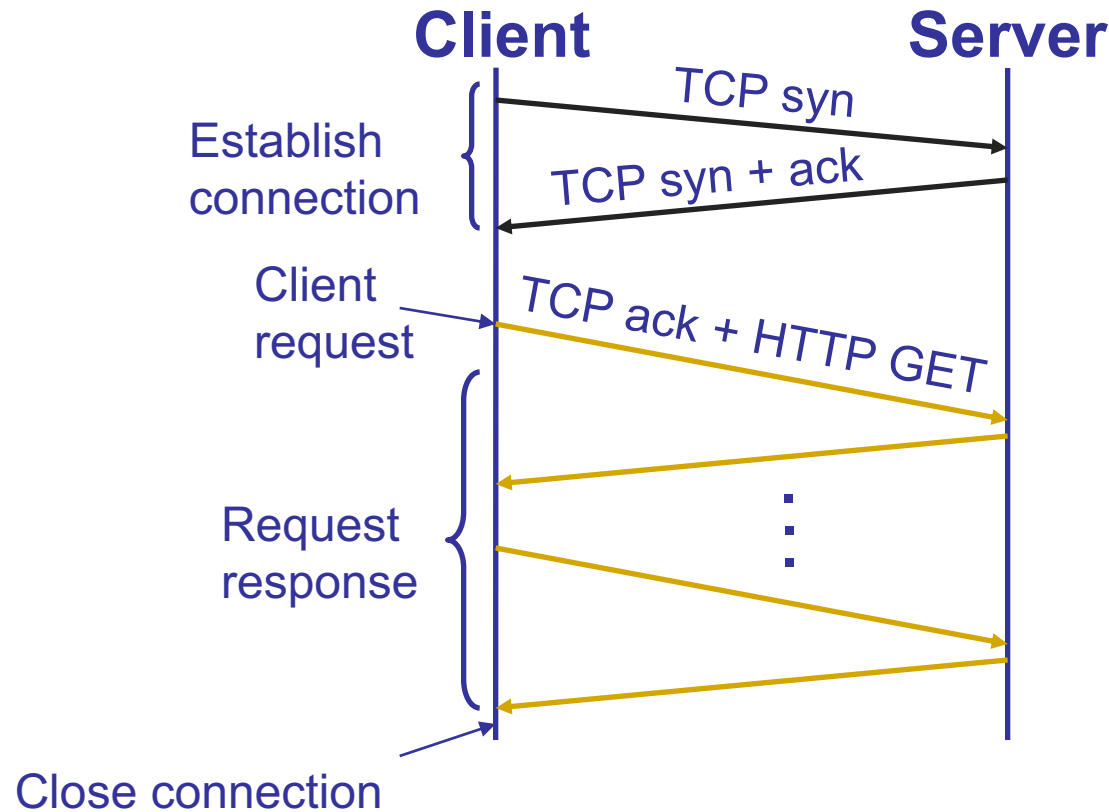 Client
Server
TCP syn
Establish
connection
TCP syn + ack
Client
request
TCP ack + HTTP GET
Request
response
Close connection